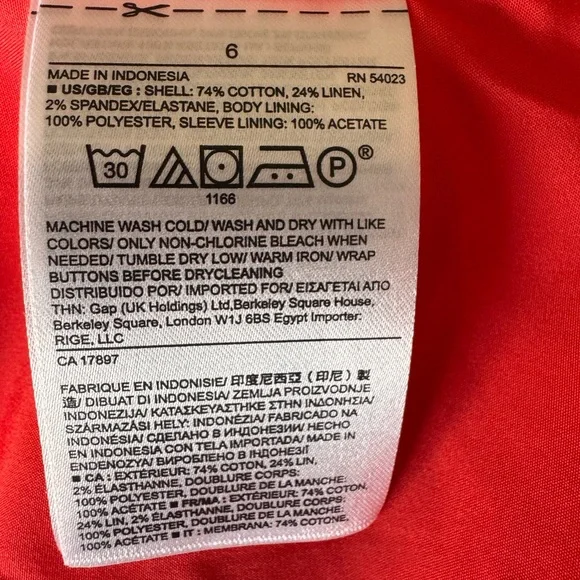 6
MADE IN INDONESIA RN 54023
■ US/GB/EG : SHELL: 74% COTTON, 24% LINEN,
2% SPANDEX/ELASTANE, BODY LINING:
100% POLYESTER, SLEEVE LINING: 100% ACETATE
30 P®
1166
MACHINE WASH COLD/ WASH AND DRY WITH LIKE
COLORS/ ONLY NON-CHLORINE BLEACH WHEN
NEEDED/ TUMBLE DRY LOW/ WARM IRON/ WRAP
BUTTONS BEFORE DRYCLEANING
DISTRIBUIDO POR/ IMPORTED FOR/ ΕΙΣΑΓΕΤΑΙ ΑΠΟ
ΤΗΝ: Gap (UK Holdings) Ltd,Berkeley Square House,
Berkeley Square, London W1J 6BS Egypt Importer:
RIGE, LLC
CA 17897
FABRIQUE EN INDONISIE/ 印度尼西亞 (印尼) 製
造/ DIBUAT DI INDONESIA/ ZEMLJA PROIZVODNJE
INDONEZIJA/ ΚΑΤΑΣΚΕΥΑΣΤΗΚΕ ΣΤΗΝ ΙΝΔΟΝΗΣΙΑ/
SZÁRMAZÁSI HELY: INDONÉZIA/ FABRICADO NA
INDONÉSIA/ СДЕЛАНО В ИНДОНЕЗИИ/ HECHO
EN INDONESIA CON TELA IMPORTADA/ MADE IN
ENDENOZYA/ ВИРОБЛЕНО В ІНДОНЕЗІЇ
■ CA : EXTÉRIEUR: 74% COTON, 24% LIN,
2% ÉLASTHANNE, DOUBLURE CORPS:
100% POLYESTER, DOUBLURE DE LA MANCHE:
100% ACÉTATE ■ FR/MA : EXTÉRIEUR: 74% COTON,
24% LIN, 2% ÉLASTHANNE, DOUBLURE CORPS:
100% POLYESTER, DOUBLURE DE LA MANCHE:
100% ACÉTATE ■ IT : MEMBRANA: 74% COTONE,